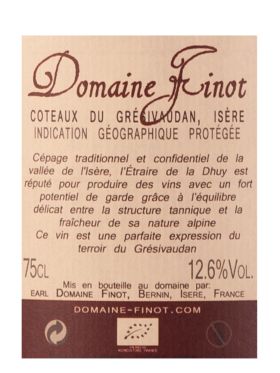 Domaine Finot
COTEAUX DU GRÉSIVAUDAN, ISÈRE
INDICATION GÉOGRAPHIQUE PROTÉGÉE
Cépage traditionnel et confidentiel de la
vallée de l'Isère, l'Étraire de la Dhuy est
réputé pour produire des vins avec un fort
potentiel de garde grâce à l'équilibre
délicat entre la structure tannique et la
fraîcheur de sa nature alpine
Ce vin est une parfaite expression du
terroir du Grésivaudan
75CL 12.6%VOL.
Mis en bouteille au domaine par:
EARL DOMAINE FINOT, BERNIN, ISERE, FRANCE
DOMAINE-FINOT.COM